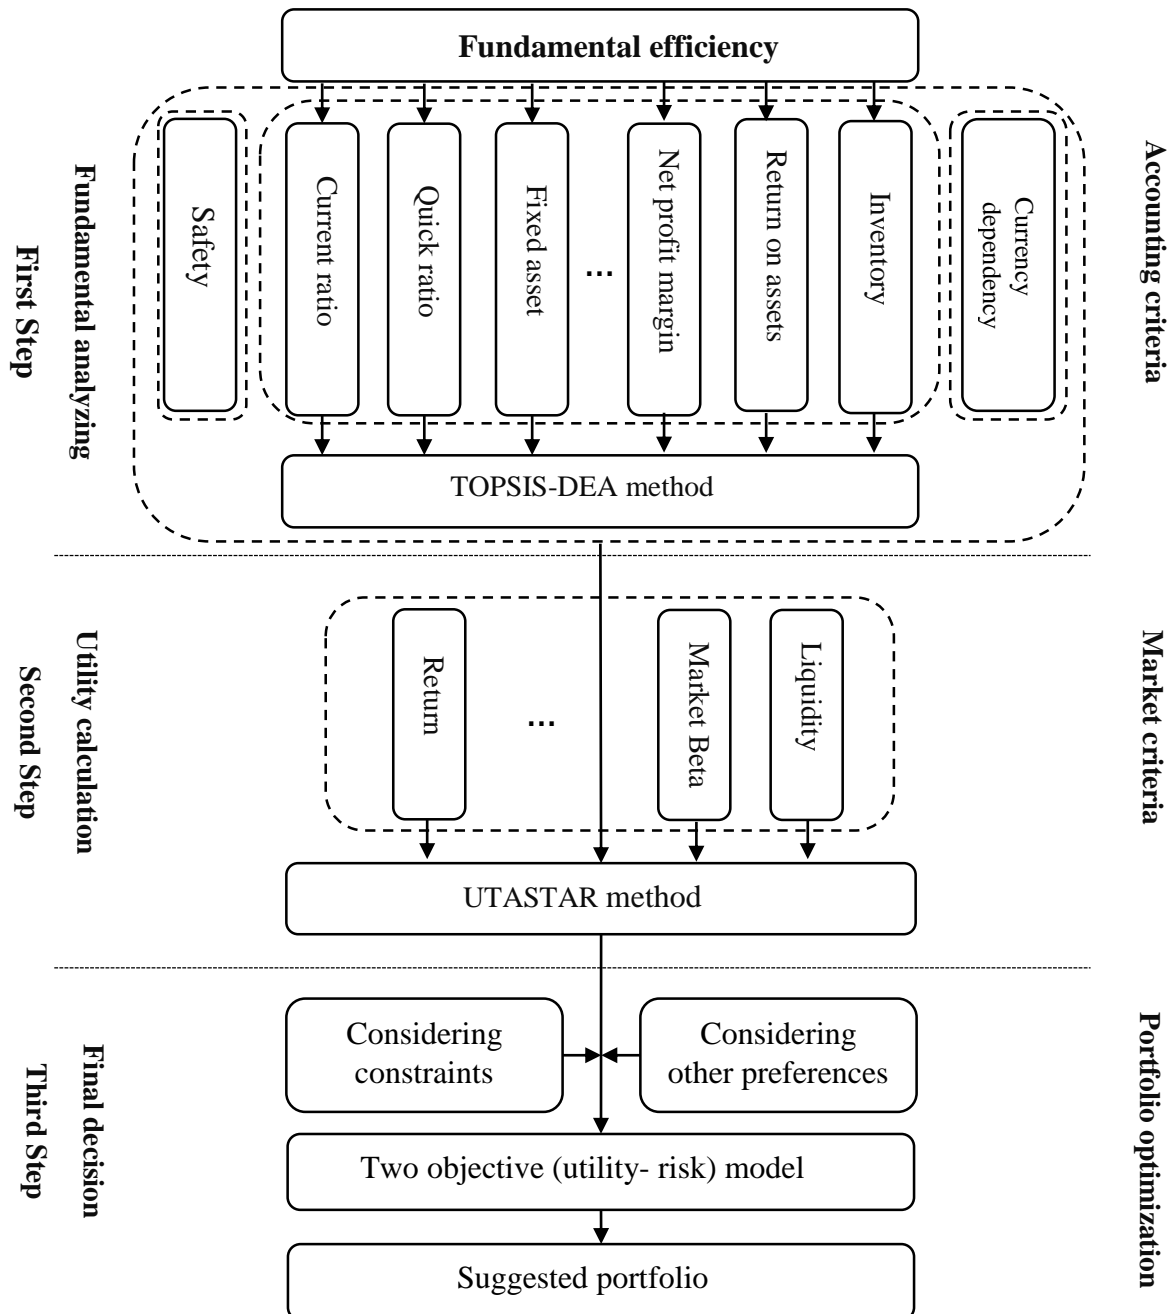 Fundamental efficiency
First Step
Fundamental analyzing
Safety
Current ratio
Quick ratio
Fixed asset
...
Net profit margin
Return on assets
Inventory
Currency
dependency
Accounting criteria
TOPSIS-DEA method
Second Step
Utility calculation
Return
...
Market Beta
Liquidity
Market criteria
UTASTAR method
Third Step
Final decision
Considering
constraints
Considering
other preferences
Portfolio optimization
Two objective (utility- risk) model
Suggested portfolio